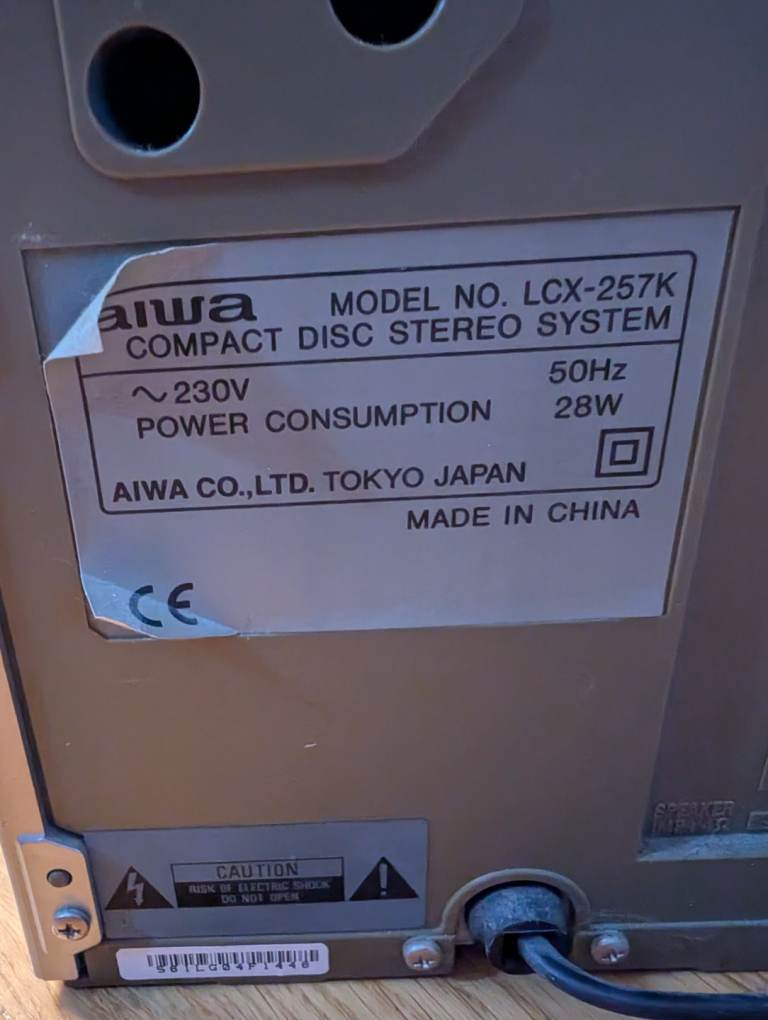 aiwa MODEL NO. LCX-257K
COMPACT DISC STEREO SYSTEM
~230V 50Hz
POWER CONSUMPTION 28W
AIWA CO.,LTD. TOKYO JAPAN
MADE IN CHINA
CE
SPEAKER
CAUTION
RISK OF ELECTRIC SHOCK
DO NOT OPEN